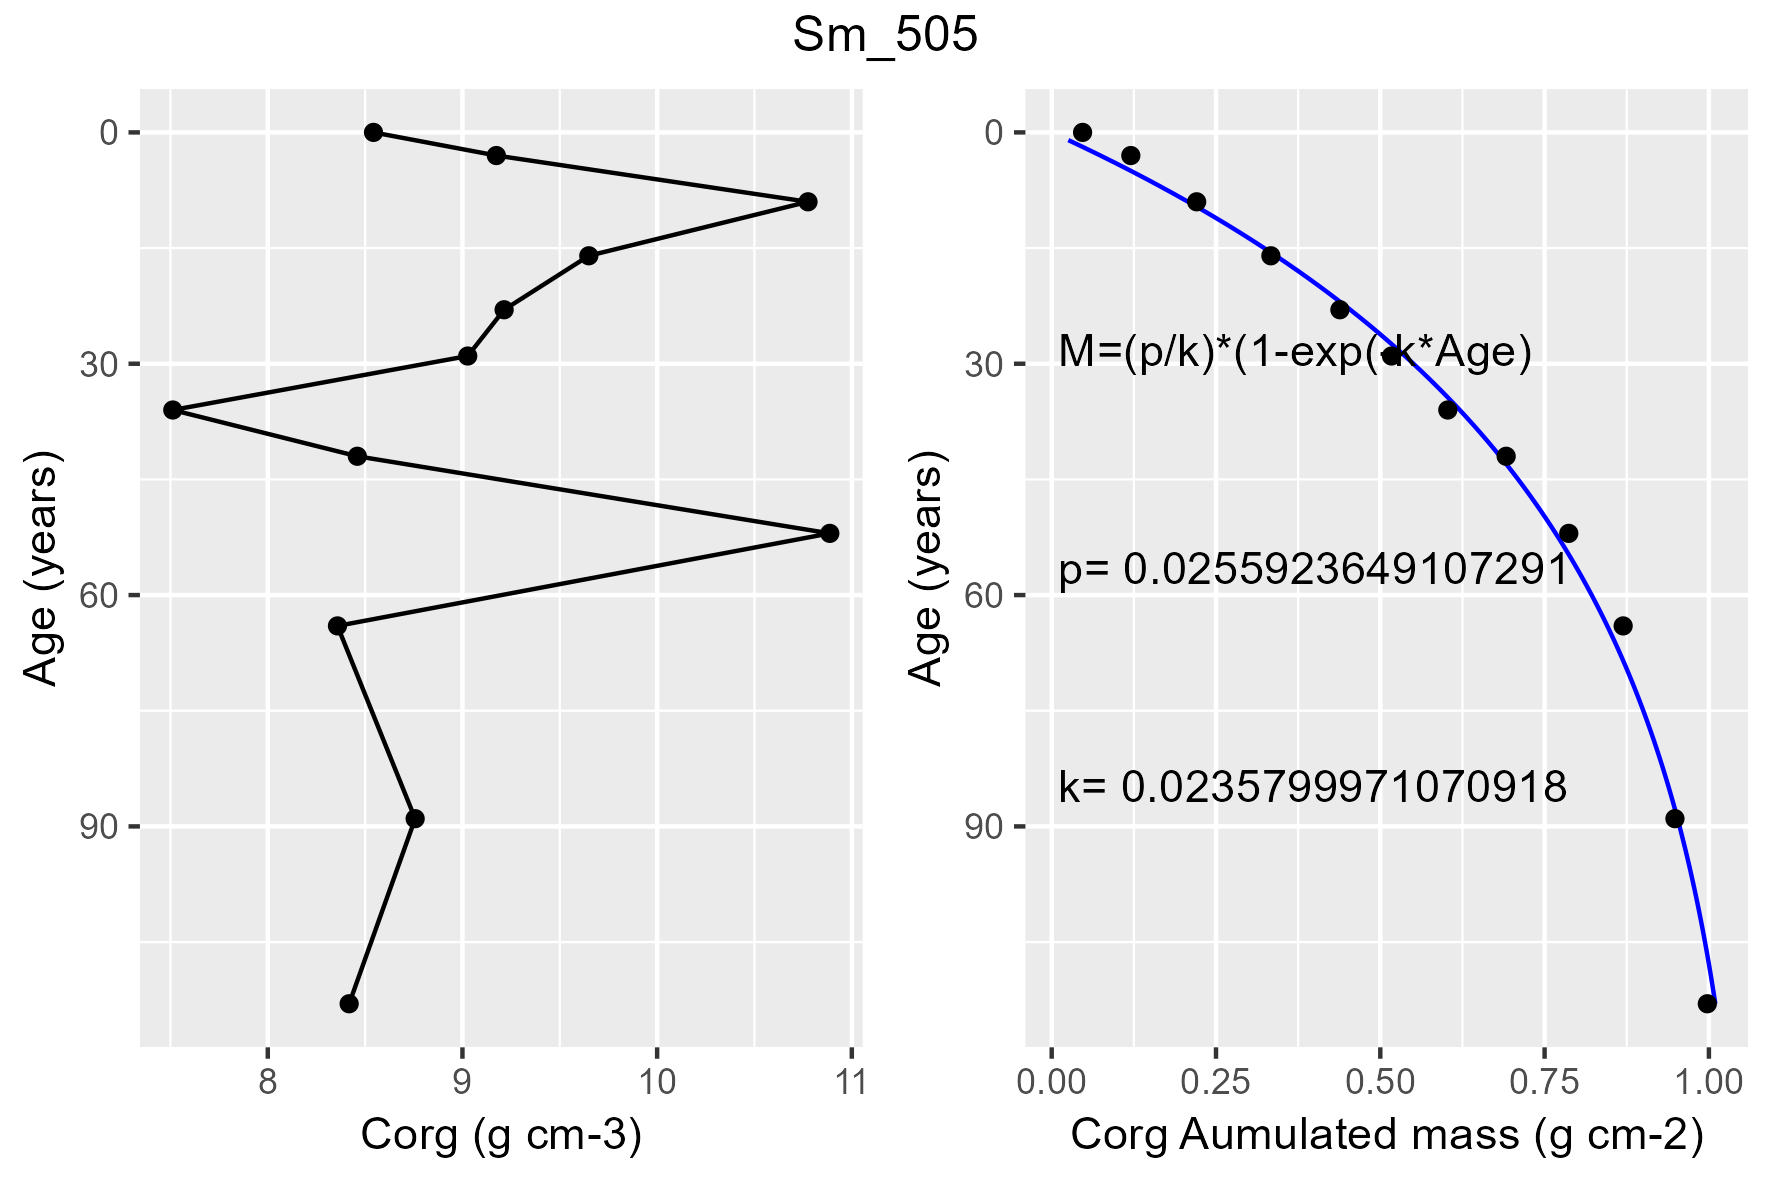 Sm_505
0
30
60
90
Age (years)
8 9 10 11
Corg (g cm-3)
0
30
60
90
Age (years)
M=(p/k)*(1-exp(-k*Age)
p= 0.0255923649107291
k= 0.0235799971070918
0.00 0.25 0.50 0.75 1.00
Corg Aumulated mass (g cm-2)